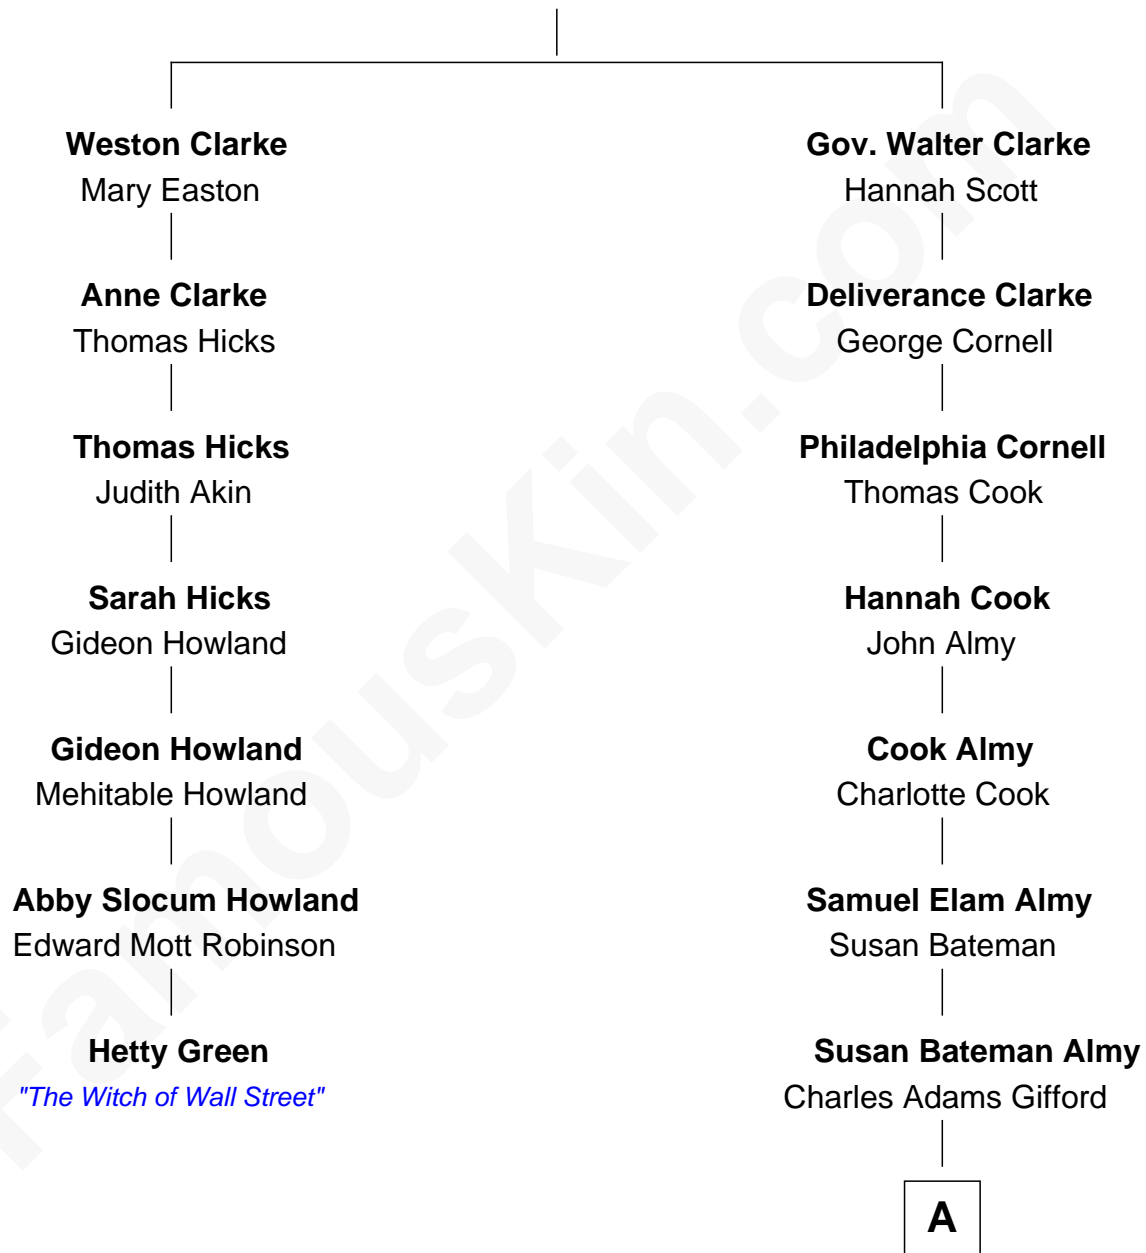 Weston Clarke
Mary Easton
Anne Clarke
Thomas Hicks
Thomas Hicks
Judith Akin
Sarah Hicks
Gideon Howland
Gideon Howland
Mehitable Howland
Abby Slocum Howland
Edward Mott Robinson
Hetty Green
"The Witch of Wall Street"
Gov. Walter Clarke
Hannah Scott
Deliverance Clarke
George Cornell
Philadelphia Cornell
Thomas Cook
Hannah Cook
John Almy
Cook Almy
Charlotte Cook
Samuel Elam Almy
Susan Bateman
Susan Bateman Almy
Charles Adams Gifford
A
FamousKin.com